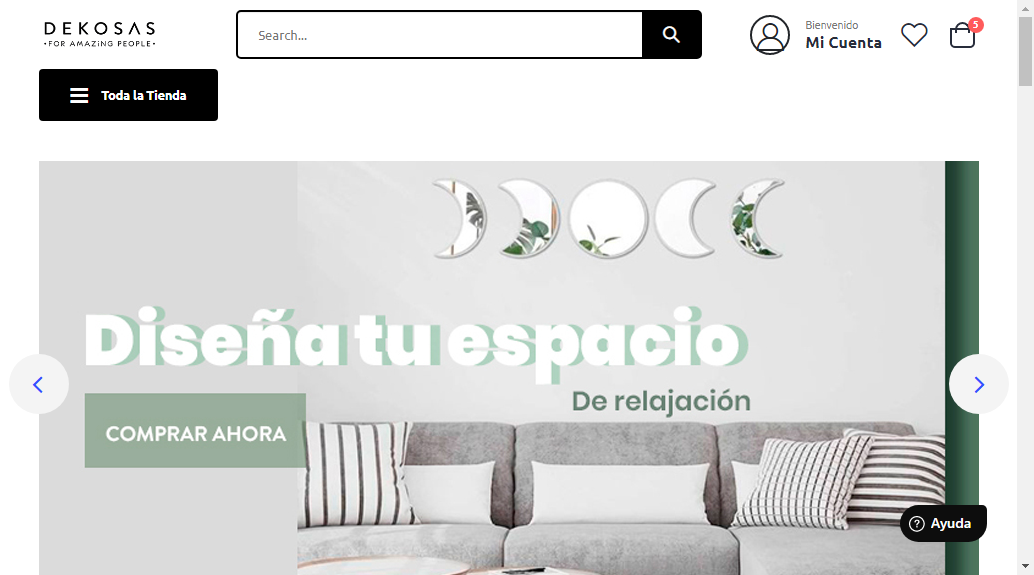 DEKOSAS
•FOR AMAZING PEOPLE•
Search...
Bienvenido
Mi Cuenta
5
Toda la Tienda
Diseña tu espacio
De relajación
COMPRAR AHORA
Ayuda